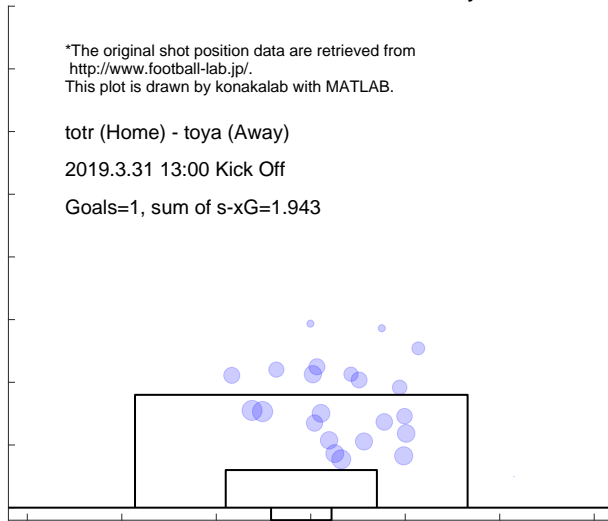 *The original shot position data are retrieved from
http://www.football-lab.jp/.
This plot is drawn by konakalab with MATLAB.
totr (Home) - toya (Away)
2019.3.31 13:00 Kick Off
Goals=1, sum of s-xG=1.943